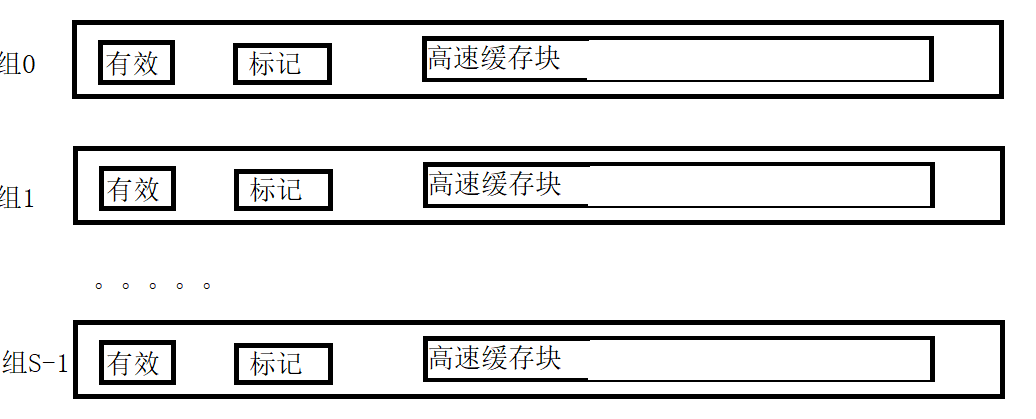 组0 有效 标记 高速缓存块
组1 有效 标记 高速缓存块
。。。。。
组S-1 有效 标记 高速缓存块